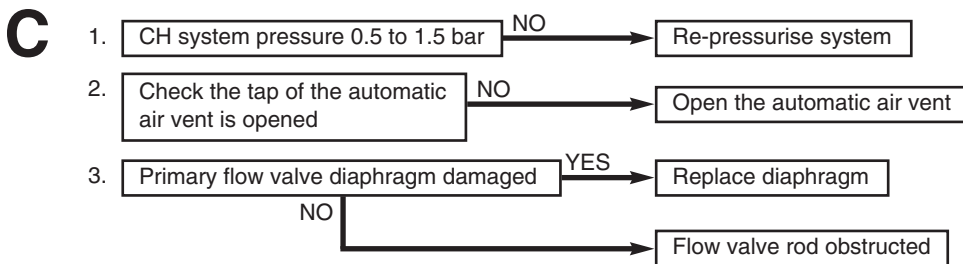 C
1. CH system pressure 0.5 to 1.5 bar NO Re-pressurise system
2. Check the tap of the automatic
air vent is opened NO Open the automatic air vent
3. Primary flow valve diaphragm damaged YES Replace diaphragm
NO
Flow valve rod obstructed